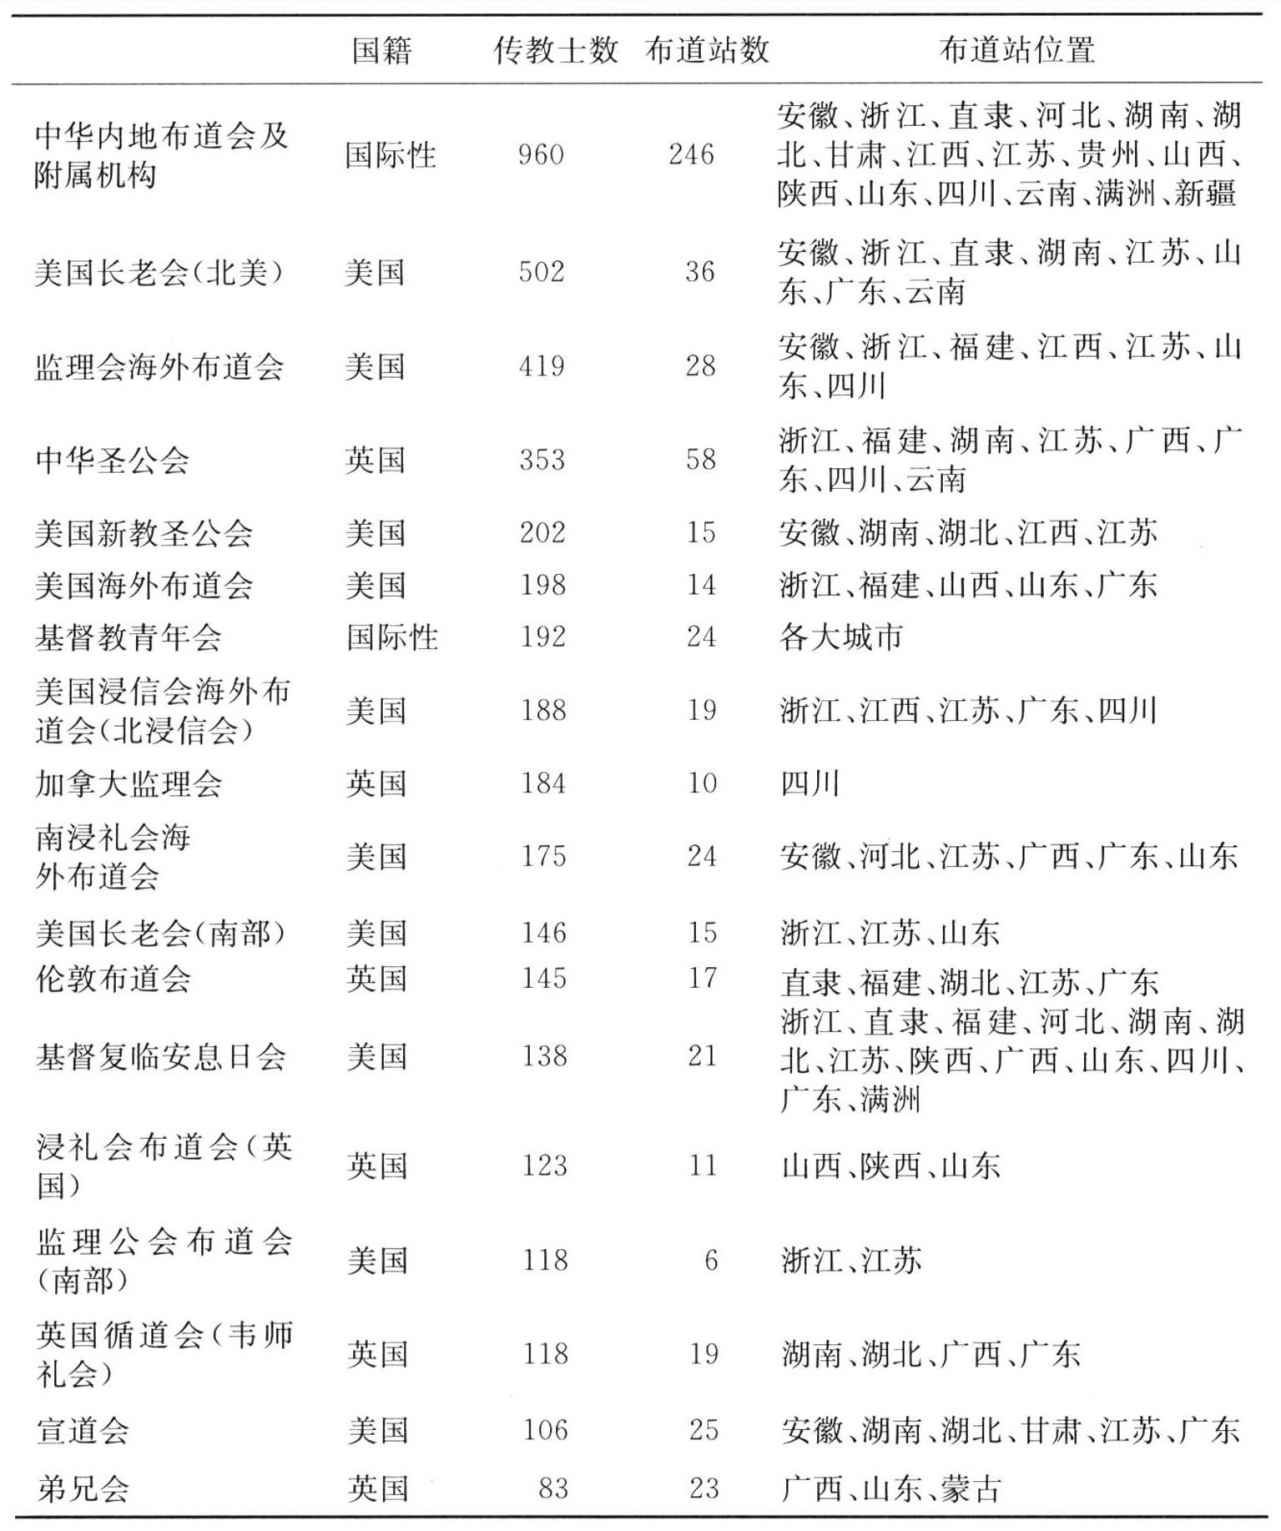 国籍 传教士数 布道站数 布道站位置
中华内地布道会及附属机构 国际性 960 246 安徽、浙江、直隶、河北、湖南、湖
北、甘肃、江西、江苏、贵州、山西、
陕西、山东、四川、云南、满洲、新疆
美国长老会(北美) 美国 502 36 安徽、浙江、直隶、湖南、江苏、山
东、广东、云南
监理会海外布道会 美国 419 28 安徽、浙江、福建、江西、江苏、山
东、四川
中华圣公会 英国 353 58 浙江、福建、湖南、江苏、广西、广
东、四川、云南
美国新教圣公会 美国 202 15 安徽、湖南、湖北、江西、江苏
美国海外布道会 美国 198 14 浙江、福建、山西、山东、广东
基督教青年会 国际性 192 24 各大城市
美国浸信会海外布
道会(北浸信会) 美国 188 19 浙江、江西、江苏、广东、四川
加拿大监理会 英国 184 10 四川
南浸礼会海
外布道会 美国 175 24 安徽、河北、江苏、广西、广东、山东
美国长老会(南部) 美国 146 15 浙江、江苏、山东
伦敦布道会 英国 145 17 直隶、福建、湖北、江苏、广东
基督复临安息日会 美国 138 21 浙江、直隶、福建、河北、湖南、湖
北、江苏、陕西、广西、山东、四川、
广东、满洲
浸礼会布道会(英
国) 英国 123 11 山西、陕西、山东
监理公会布道会
(南部) 美国 118 6 浙江、江苏
英国循道会(韦师
礼会) 英国 118 19 湖南、湖北、广西、广东
宣道会 美国 106 25 安徽、湖南、湖北、甘肃、江苏、广东
弟兄会 英国 83 23 广西、山东、蒙古